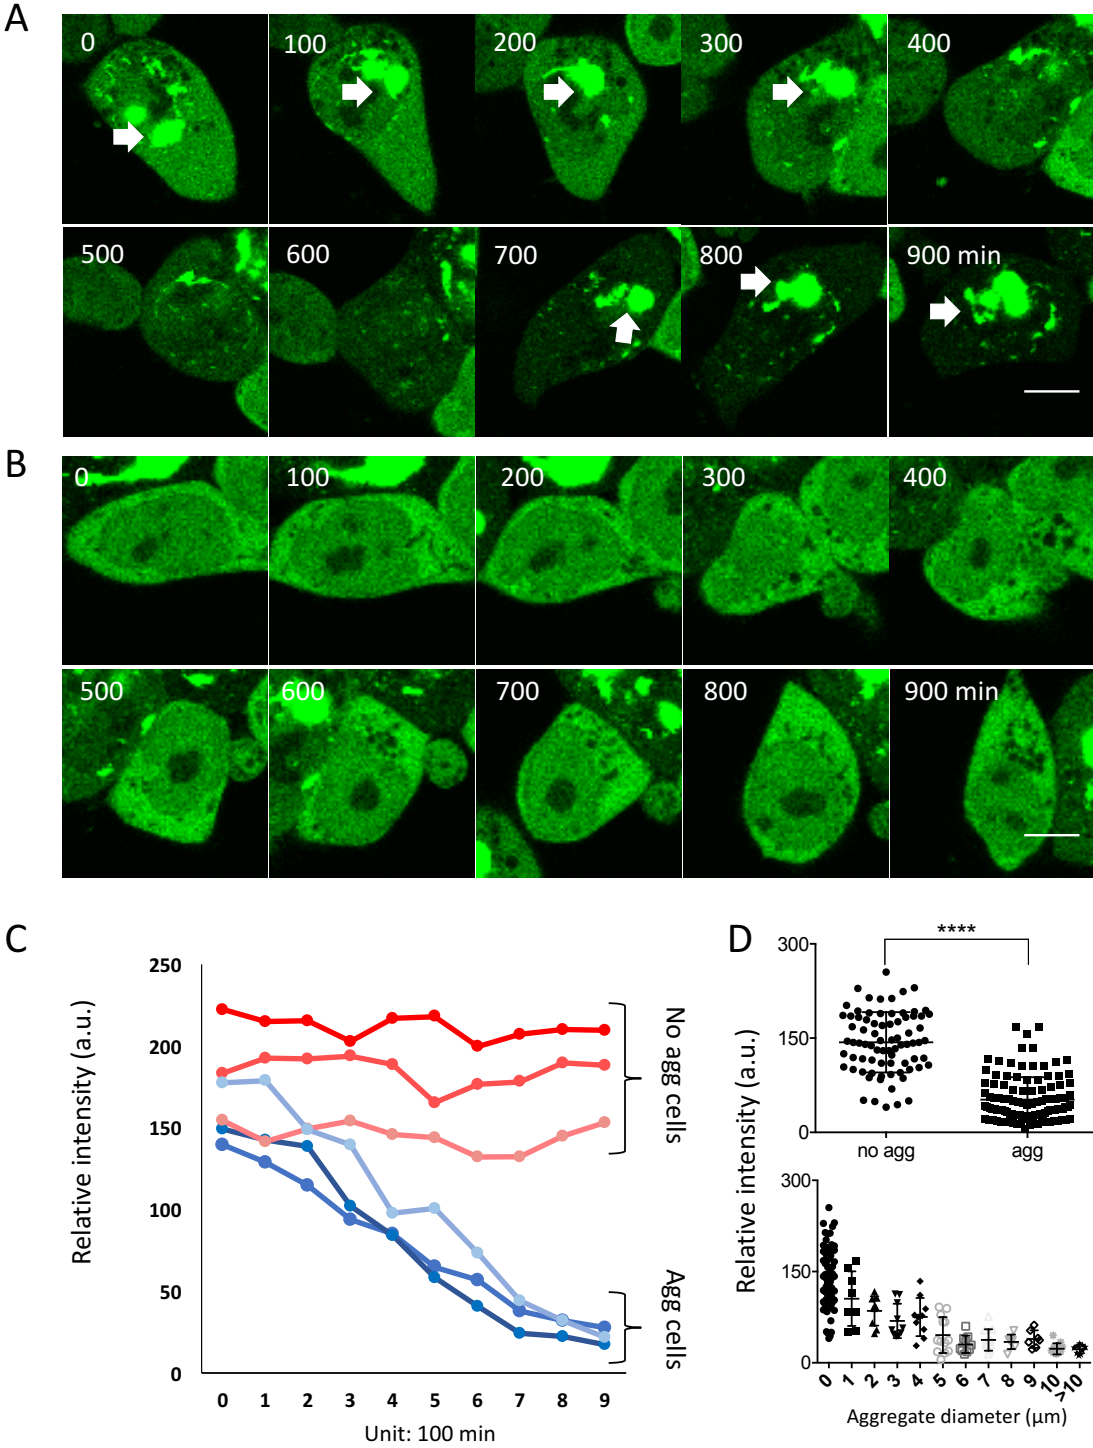 A
0
100
200
300
400
500
600
700
800
900 min
B
0
100
200
300
400
500
600
700
800
900 min
C
Relative intensity (a.u.)
250
200
150
100
50
0
0 1 2 3 4 5 6 7 8 9
Unit: 100 min
No agg cells
Agg cells
D
Relative intensity (a.u.)
300
150
0
****
no agg
agg
300
150
0
0 1 2 3 4 5 6 7 8 9 10 >10
Aggregate diameter (μm)